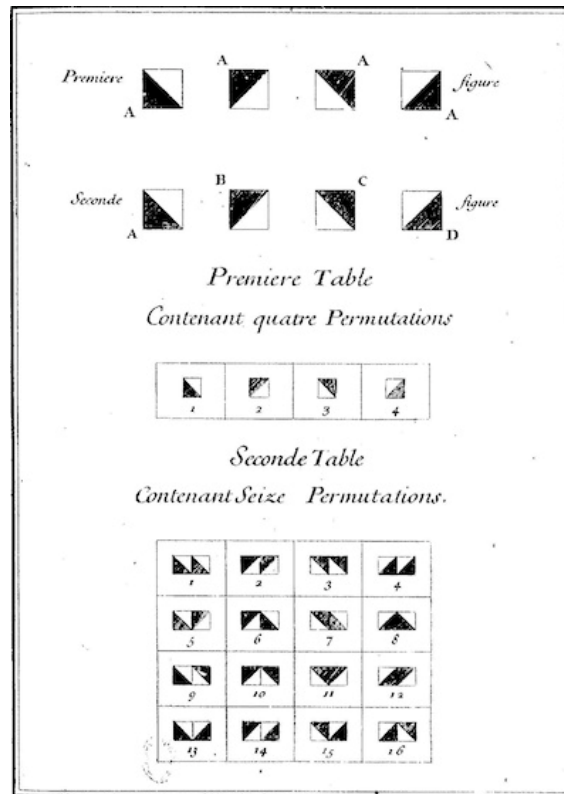 A A
Premiere figure
A A
B C
Seconde figure
A D
Premiere Table
Contenant quatre Permutations
1 2 3 4
Seconde Table
Contenant Seize Permutations.
1 2 3 4
5 6 7 8
9 10 11 12
13 14 15 16